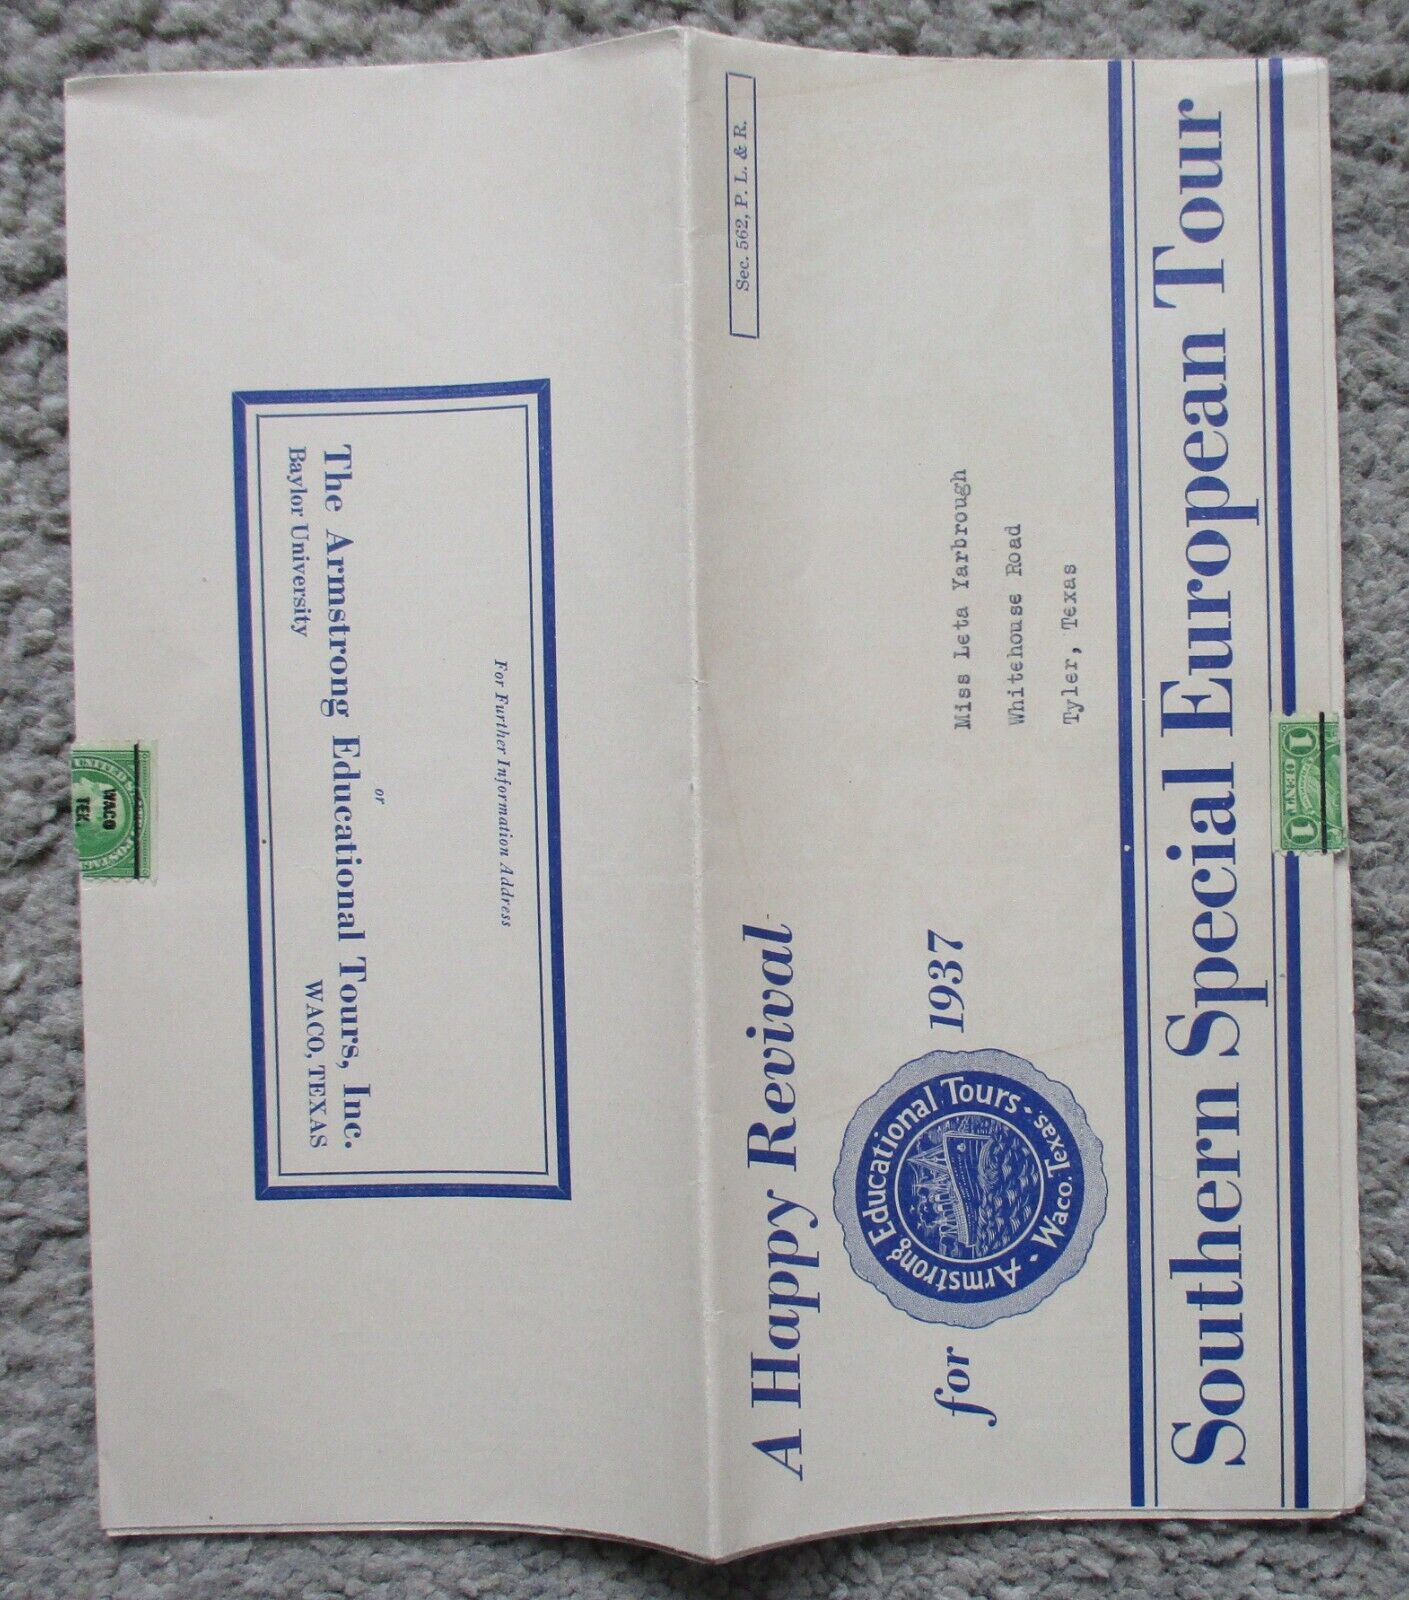 Sec. 562, P. L. & R.
Miss Leta Yarbrough
Whitehouse Road
Tyler, Texas
A Happy Revival
for
Armstrong Educational Tours · Waco, Texas.
1937
Southern Special European Tour
1 CENT 1
For Further Information Address
or
The Armstrong Educational Tours, Inc.
Baylor University WACO, TEXAS
WACO
TEX.